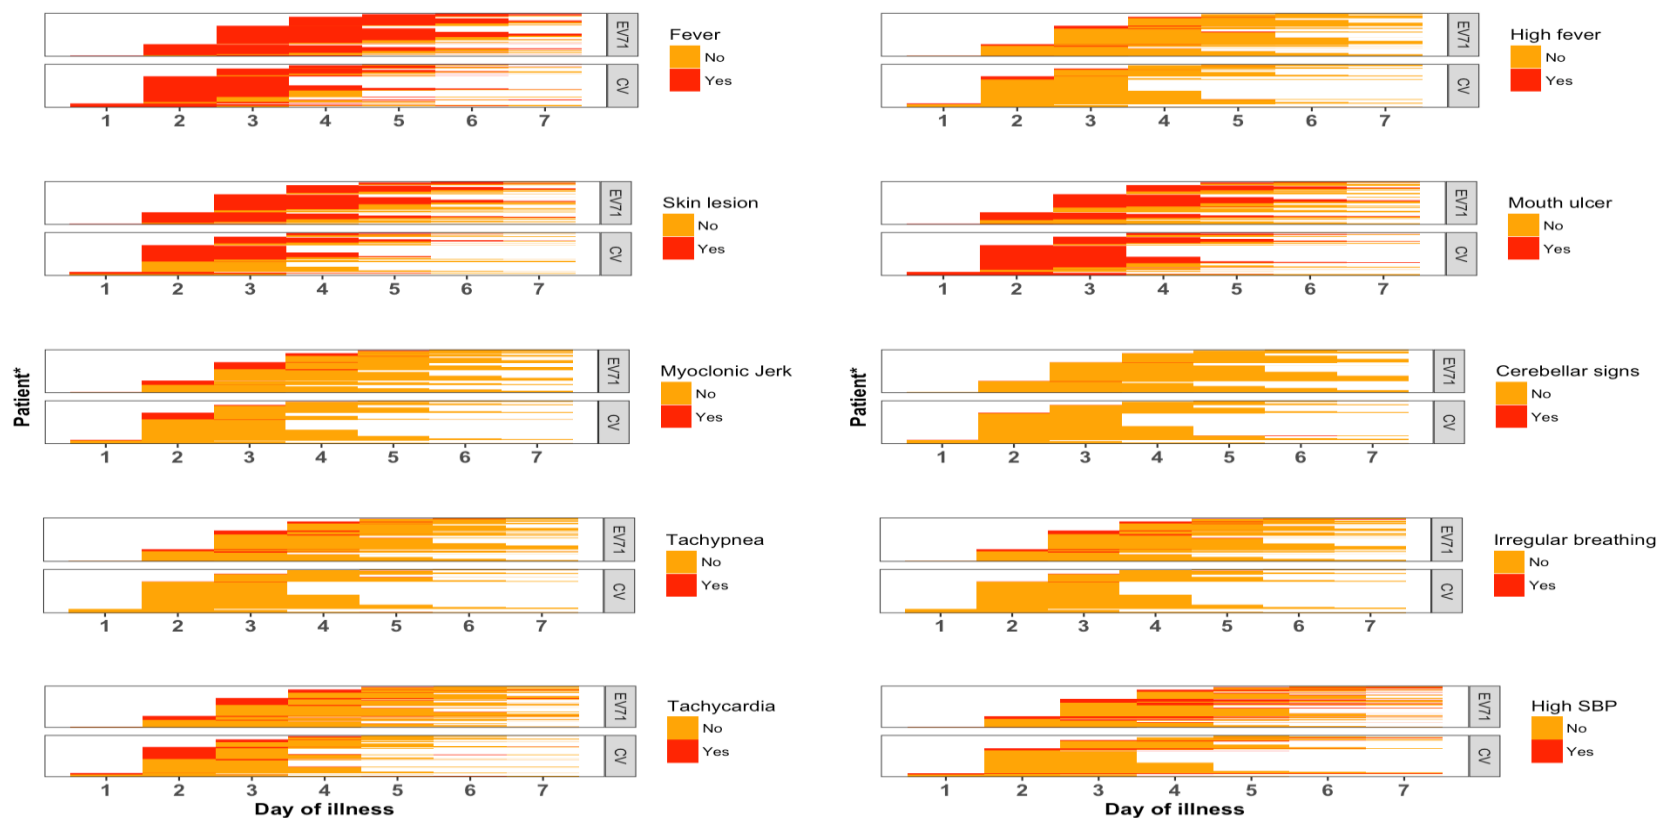 Fever
No
Yes
EV71
CV
1 2 3 4 5 6 7
High fever
No
Yes
EV71
CV
1 2 3 4 5 6 7
Skin lesion
No
Yes
EV71
CV
1 2 3 4 5 6 7
Mouth ulcer
No
Yes
EV71
CV
1 2 3 4 5 6 7
Patient*
Myoclonic Jerk
No
Yes
EV71
CV
1 2 3 4 5 6 7
Patient*
Cerebellar signs
No
Yes
EV71
CV
1 2 3 4 5 6 7
Tachypnea
No
Yes
EV71
CV
1 2 3 4 5 6 7
Irregular breathing
No
Yes
EV71
CV
1 2 3 4 5 6 7
Tachycardia
No
Yes
EV71
CV
1 2 3 4 5 6 7
Day of illness
High SBP
No
Yes
EV71
CV
1 2 3 4 5 6 7
Day of illness